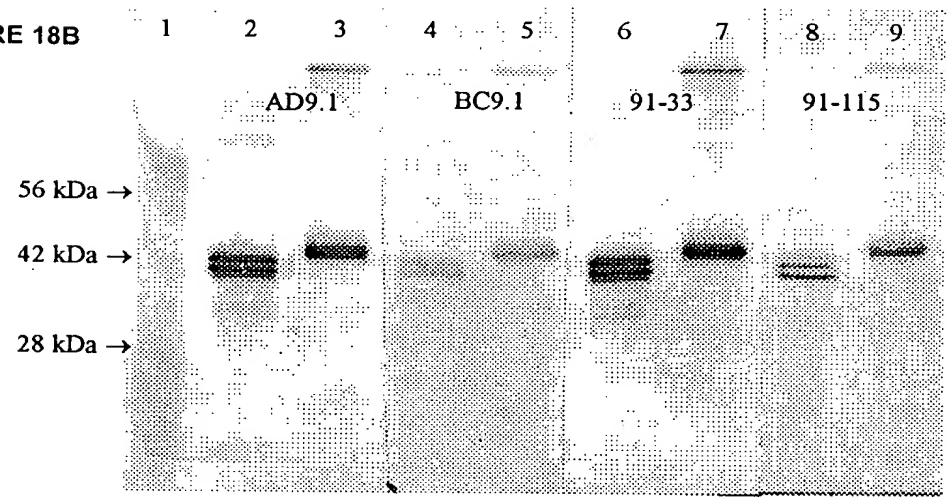 RE 18B
1 2 3 4 5 6 7 8 9
AD9.1 BC9.1 91-33 91-115
56 kDa →
42 kDa →
28 kDa →